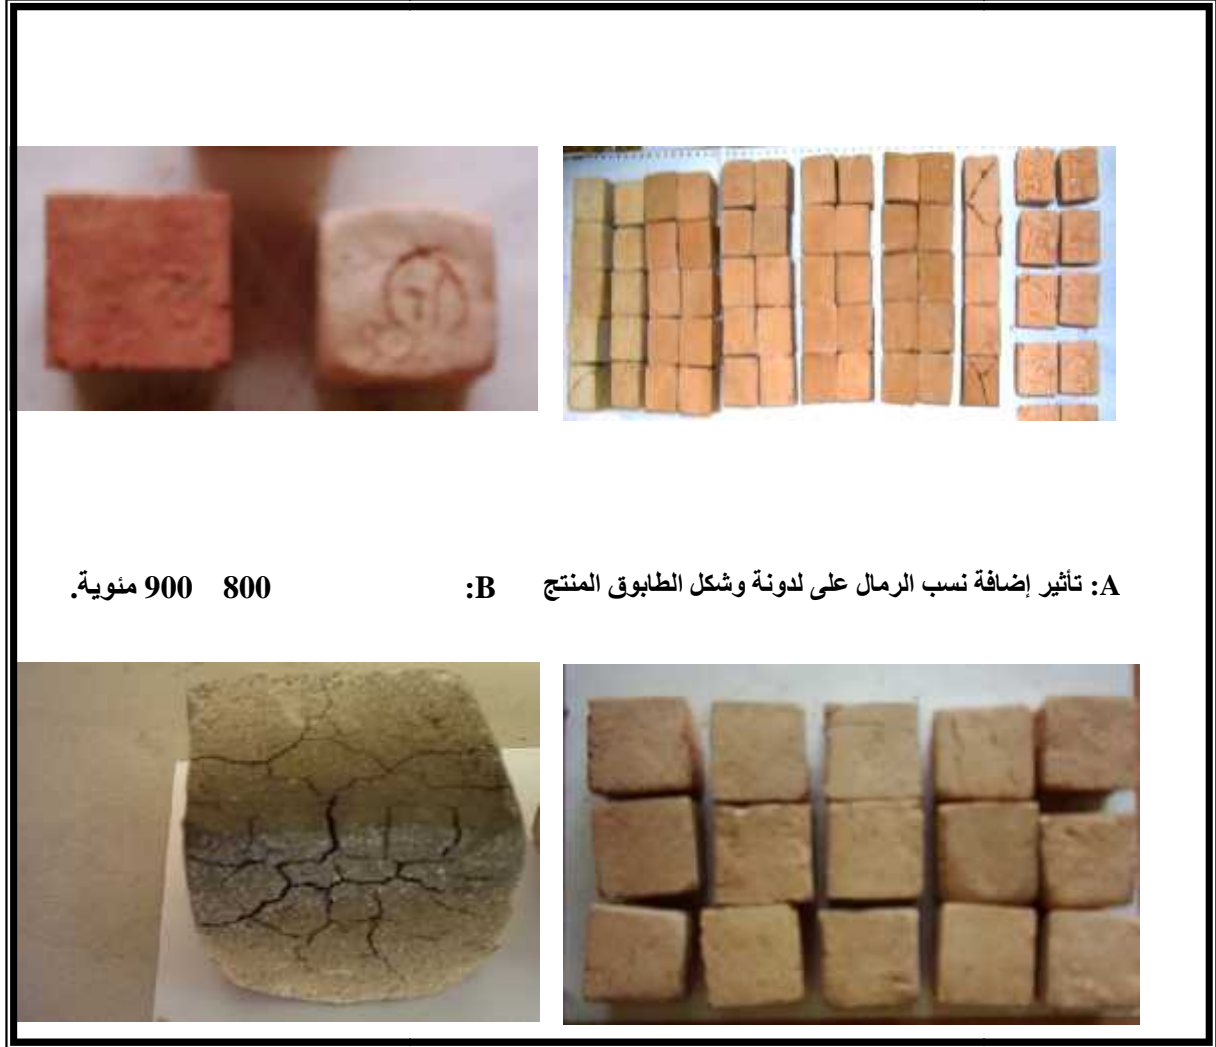 A: تأثير إضافة نسب الرمال على لدونة وشكل الطابوق المنتج
B: 800 900 مئوية.